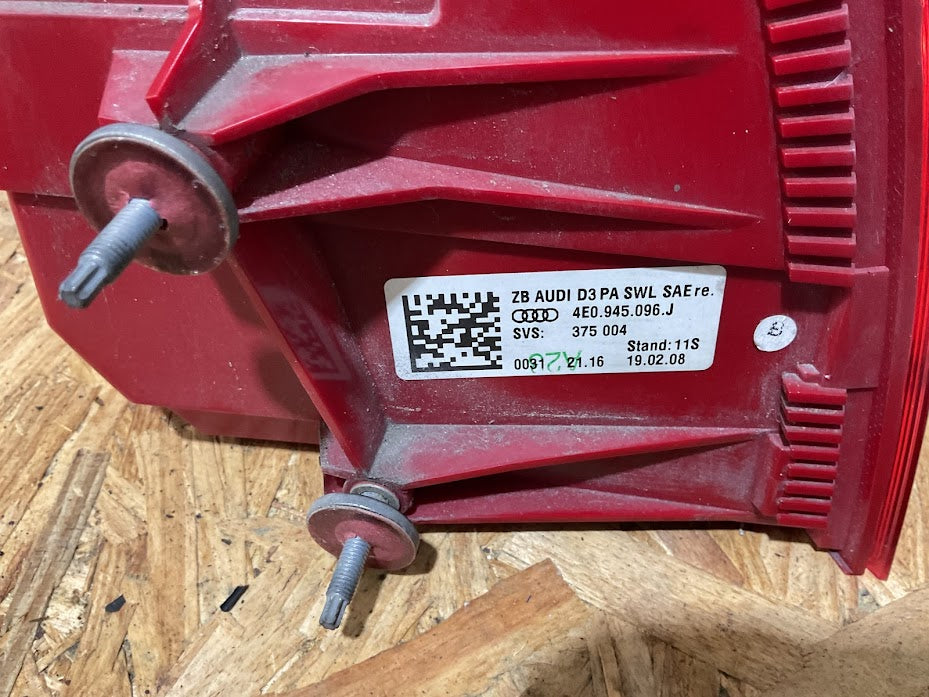 ZB AUDI D3 PA SWL SAE re.
4E0.945.096.J
SVS: 375 004
Stand: 11S
0031 21.16 19.02.08